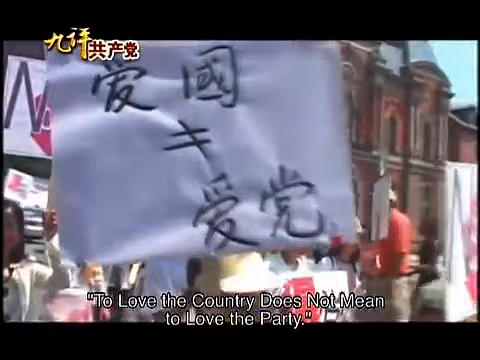 九评
共产党
爱國
≠
爱党
"To Love the Country Does Not Mean
to Love the Party."